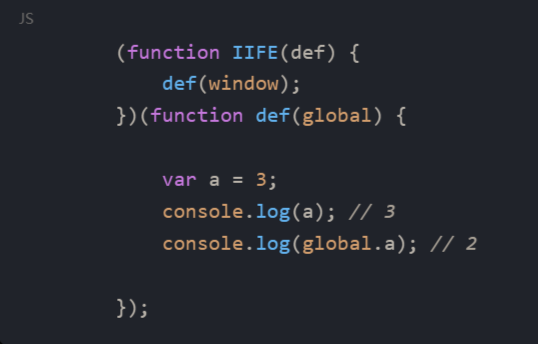 JS
(function IIFE(def) {
    def(window);
})(function def(global) {
    var a = 3;
    console.log(a); // 3
    console.log(global.a); // 2
});